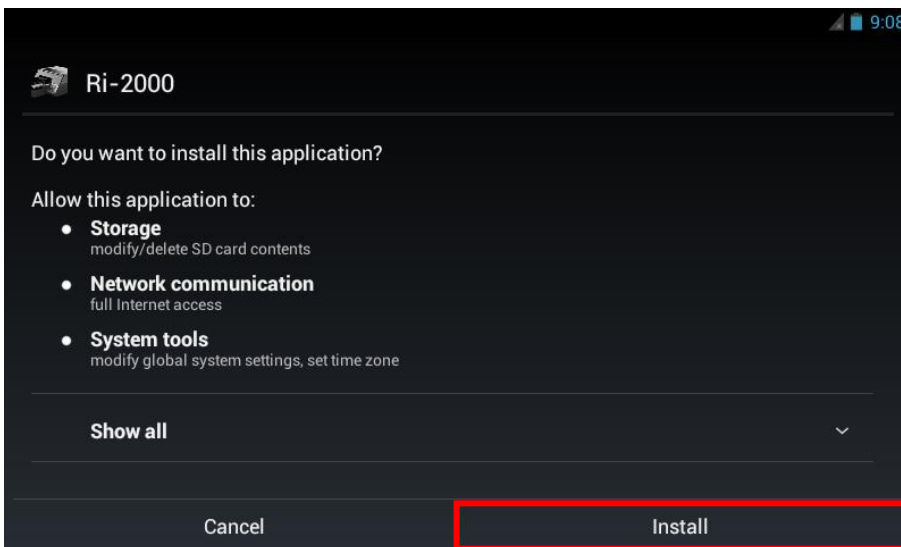 9:08
Ri-2000
Do you want to install this application?
Allow this application to:
Storage
modify/delete SD card contents
Network communication
full Internet access
System tools
modify global system settings, set time zone
Show all
Cancel
Install